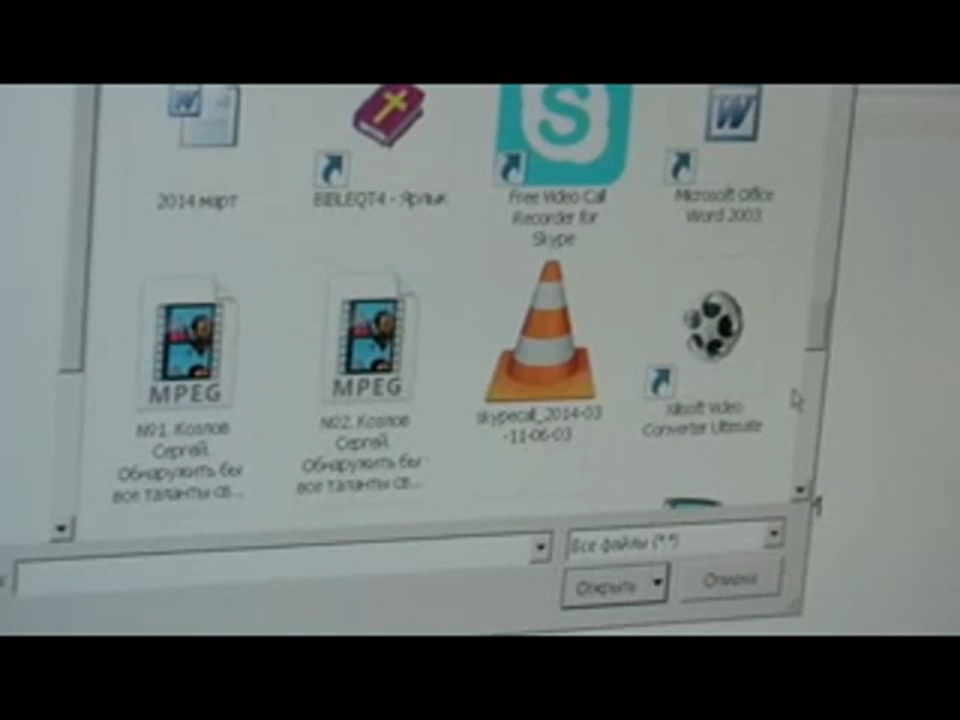 2014 март
BIBLEQT4 - Ярлык
Free Video Call
Recorder for
Skype
Microsoft Office
Word 2003
MPEG
MPEG
№1. Козлов
Сергей.
Обнаружить бы
все таланты св...
№2. Козлов
Сергей.
Обнаружить бы
все таланты св...
skypecall_2014-03
-11-06-03
Xilisoft Video
Converter Ultimate
Все файлы (*.*)
Открыть
Отмена